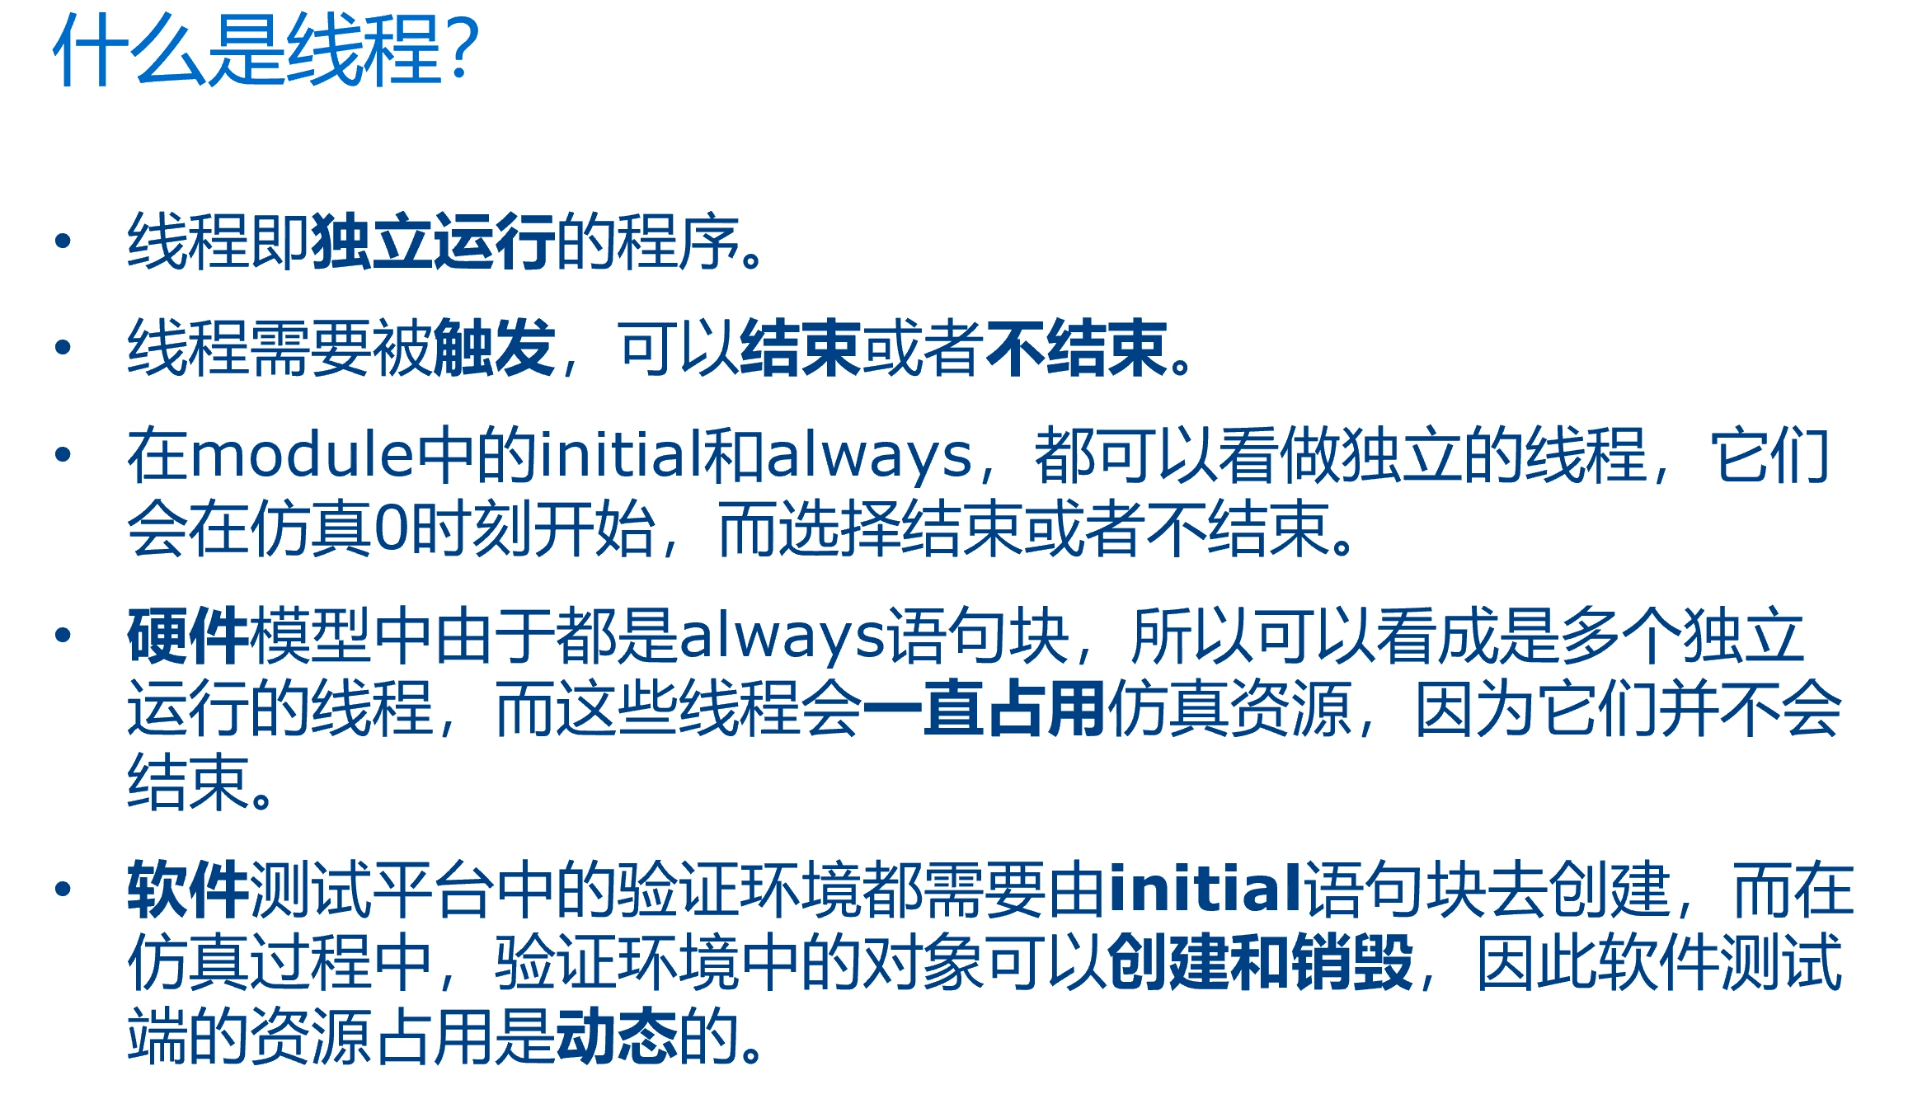 什么是线程？
• 线程即独立运行的程序。
• 线程需要被触发，可以结束或者不结束。
• 在module中的initial和always，都可以看做独立的线程，它们
会在仿真0时刻开始，而选择结束或者不结束。
• 硬件模型中由于都是always语句块，所以可以看成是多个独立
运行的线程，而这些线程会一直占用仿真资源，因为它们并不会
结束。
• 软件测试平台中的验证环境都需要由initial语句块去创建，而在
仿真过程中，验证环境中的对象可以创建和销毁，因此软件测试
端的资源占用是动态的。